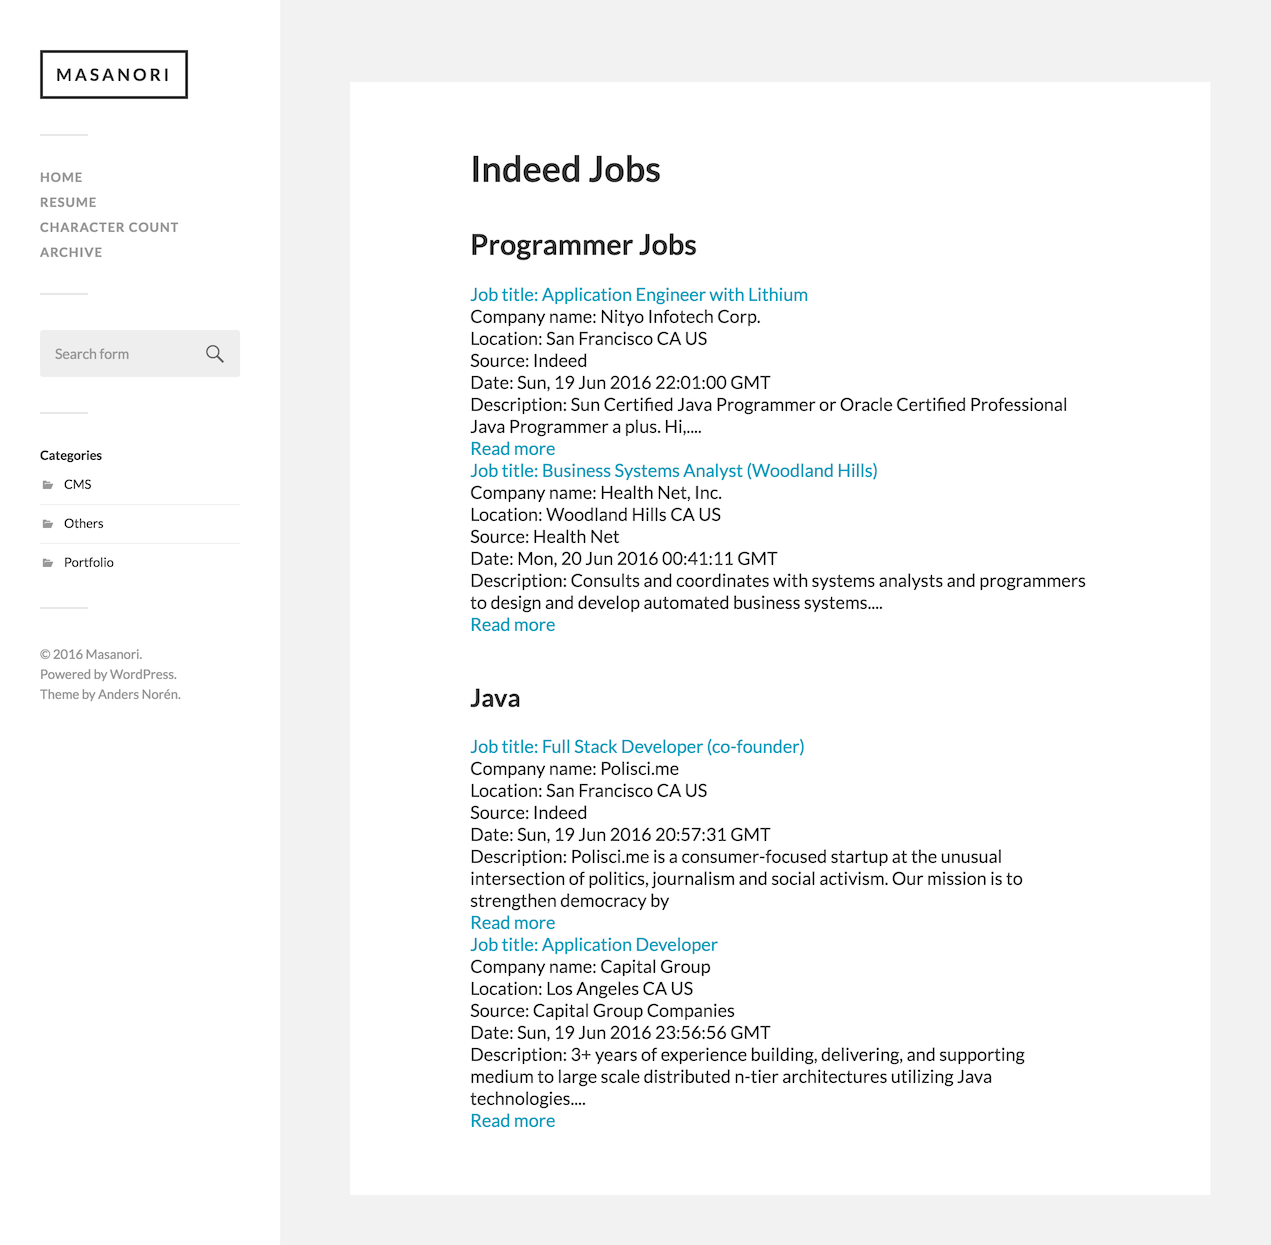 MASANORI
HOME
RESUME
CHARACTER COUNT
ARCHIVE
Search form
Categories
CMS
Others
Portfolio
© 2016 Masanori.
Powered by WordPress.
Theme by Anders Norén.
Indeed Jobs
Programmer Jobs
Job title: Application Engineer with Lithium
Company name: Nityo Infotech Corp.
Location: San Francisco CA US
Source: Indeed
Date: Sun, 19 Jun 2016 22:01:00 GMT
Description: Sun Certified Java Programmer or Oracle Certified Professional
Java Programmer a plus. Hi,....
Read more
Job title: Business Systems Analyst (Woodland Hills)
Company name: Health Net, Inc.
Location: Woodland Hills CA US
Source: Health Net
Date: Mon, 20 Jun 2016 00:41:11 GMT
Description: Consults and coordinates with systems analysts and programmers
to design and develop automated business systems....
Read more
Java
Job title: Full Stack Developer (co-founder)
Company name: Polisci.me
Location: San Francisco CA US
Source: Indeed
Date: Sun, 19 Jun 2016 20:57:31 GMT
Description: Polisci.me is a consumer-focused startup at the unusual
intersection of politics, journalism and social activism. Our mission is to
strengthen democracy by
Read more
Job title: Application Developer
Company name: Capital Group
Location: Los Angeles CA US
Source: Capital Group Companies
Date: Sun, 19 Jun 2016 23:56:56 GMT
Description: 3+ years of experience building, delivering, and supporting
medium to large scale distributed n-tier architectures utilizing Java
technologies....
Read more